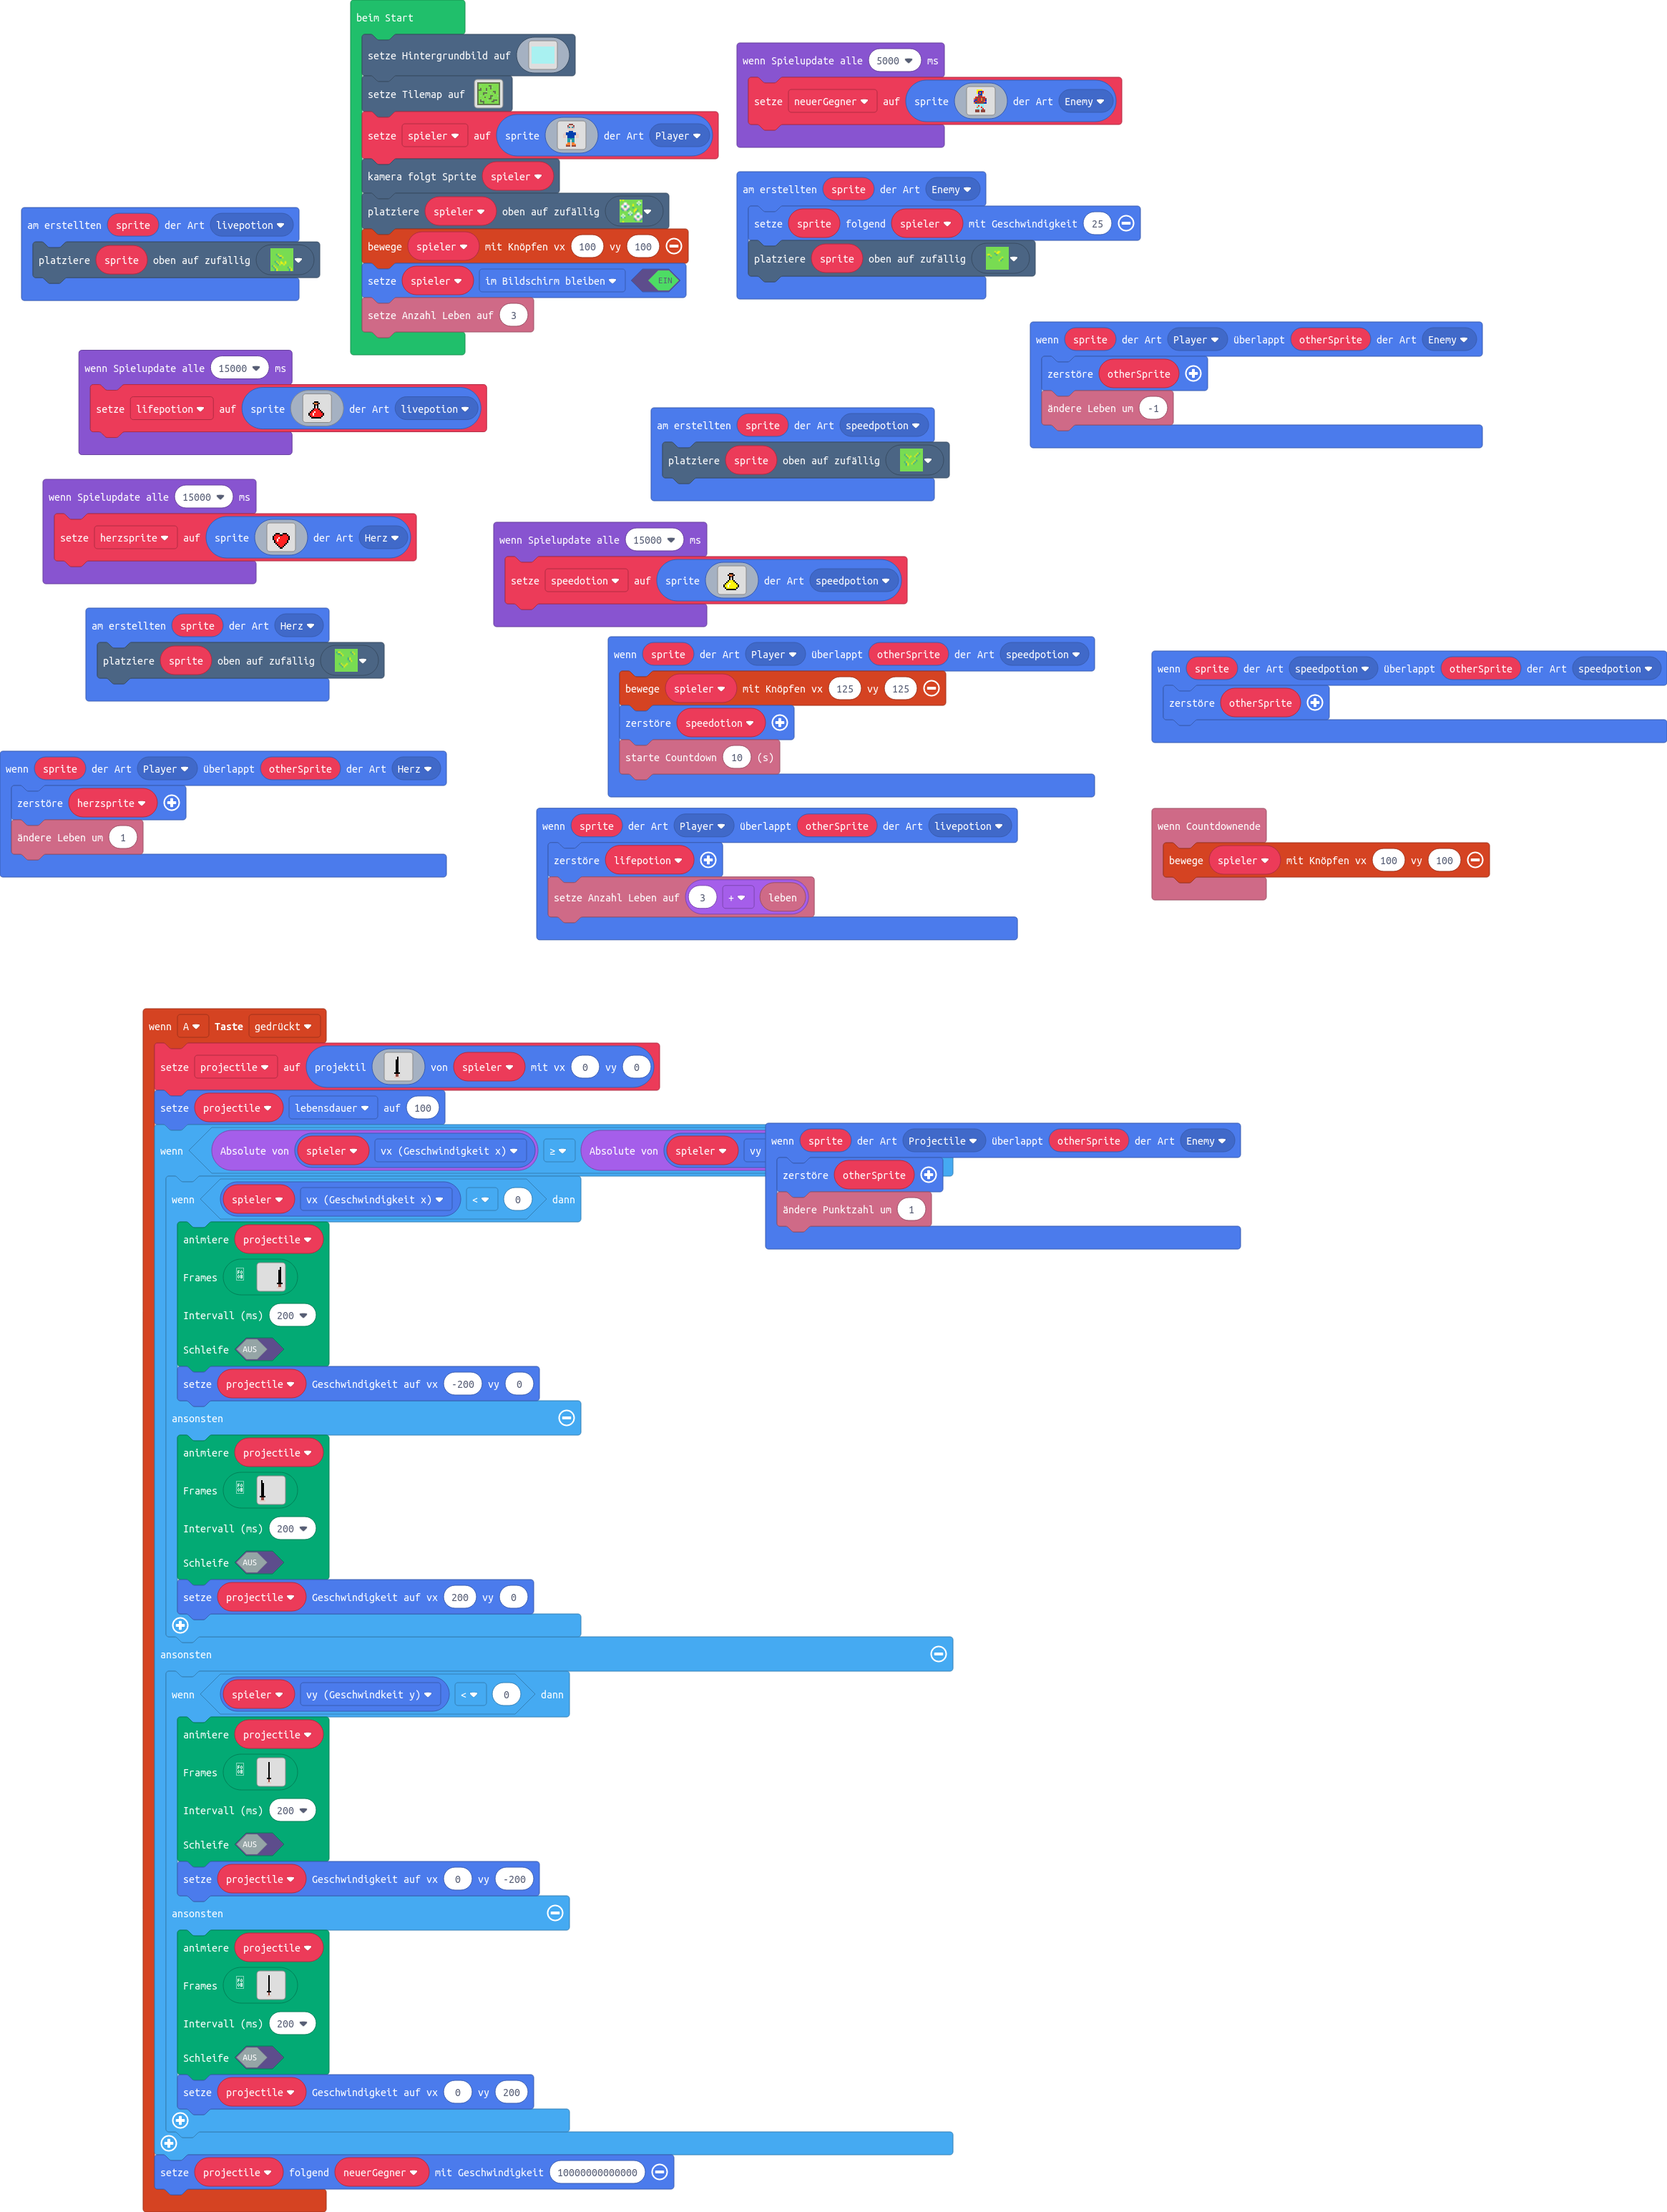 beim Start
setze Hintergrundbild auf
setze Tilemap auf
setze spieler auf sprite der Art Player
kamera folgt Sprite spieler
platziere spieler oben auf zufällig
bewege spieler mit Knöpfen vx 100 vy 100
setze spieler im Bildschirm bleiben EIN
setze Anzahl Leben auf 3
wenn Spielupdate alle 5000 ms
setze neuerGegner auf sprite der Art Enemy
am erstellten sprite der Art Enemy
setze sprite folgend spieler mit Geschwindigkeit 25
platziere sprite oben auf zufällig
am erstellten sprite der Art livepotion
platziere sprite oben auf zufällig
wenn sprite der Art Player überlappt otherSprite der Art Enemy
zerstöre otherSprite
ändere Leben um -1
wenn Spielupdate alle 15000 ms
setze lifepotion auf sprite der Art livepotion
am erstellten sprite der Art speedpotion
platziere sprite oben auf zufällig
wenn Spielupdate alle 15000 ms
setze herzsprite auf sprite der Art Herz
wenn Spielupdate alle 15000 ms
setze speedotion auf sprite der Art speedpotion
am erstellten sprite der Art Herz
platziere sprite oben auf zufällig
wenn sprite der Art Player überlappt otherSprite der Art speedpotion
bewege spieler mit Knöpfen vx 125 vy 125
zerstöre speedotion
starte Countdown 10 (s)
wenn sprite der Art speedpotion überlappt otherSprite der Art speedpotion
zerstöre otherSprite
wenn sprite der Art Player überlappt otherSprite der Art Herz
zerstöre herzsprite
ändere Leben um 1
wenn sprite der Art Player überlappt otherSprite der Art livepotion
zerstöre lifepotion
setze Anzahl Leben auf 3 + leben
wenn Countdownende
bewege spieler mit Knöpfen vx 100 vy 100
wenn A Taste gedrückt
setze projectile auf projektil von spieler mit vx 0 vy 0
setze projectile lebensdauer auf 100
wenn Absolute von spieler vx (Geschwindigkeit x) ≥ Absolute von spieler vy
wenn sprite der Art Projectile überlappt otherSprite der Art Enemy
zerstöre otherSprite
ändere Punktzahl um 1
wenn spieler vx (Geschwindigkeit x) < 0 dann
animiere projectile
Frames
Intervall (ms) 200
Schleife AUS
setze projectile Geschwindigkeit auf vx -200 vy 0
ansonsten
animiere projectile
Frames
Intervall (ms) 200
Schleife AUS
setze projectile Geschwindigkeit auf vx 200 vy 0
ansonsten
wenn spieler vy (Geschwindkeit y) < 0 dann
animiere projectile
Frames
Intervall (ms) 200
Schleife AUS
setze projectile Geschwindigkeit auf vx 0 vy -200
ansonsten
animiere projectile
Frames
Intervall (ms) 200
Schleife AUS
setze projectile Geschwindigkeit auf vx 0 vy 200
setze projectile folgend neuerGegner mit Geschwindigkeit 10000000000000